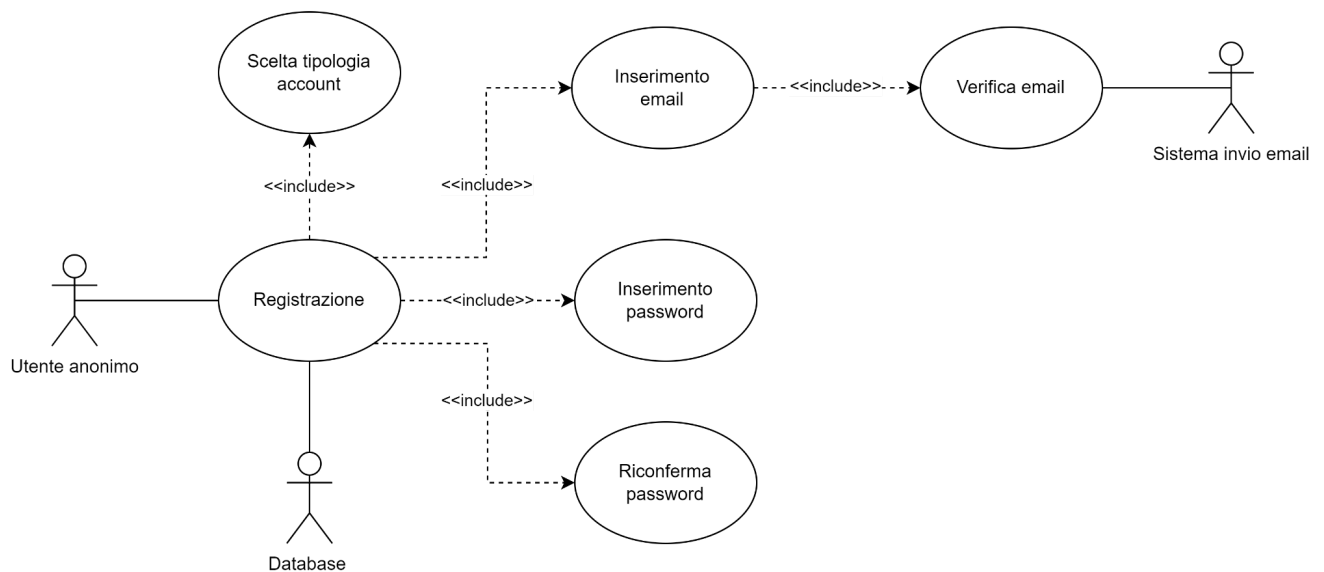 Scelta tipologia
account
Inserimento
email
<<include>>
Verifica email
Sistema invio email
<<include>>
<<include>>
Utente anonimo
Registrazione
<<include>>
Inserimento
password
<<include>>
Riconferma
password
Database